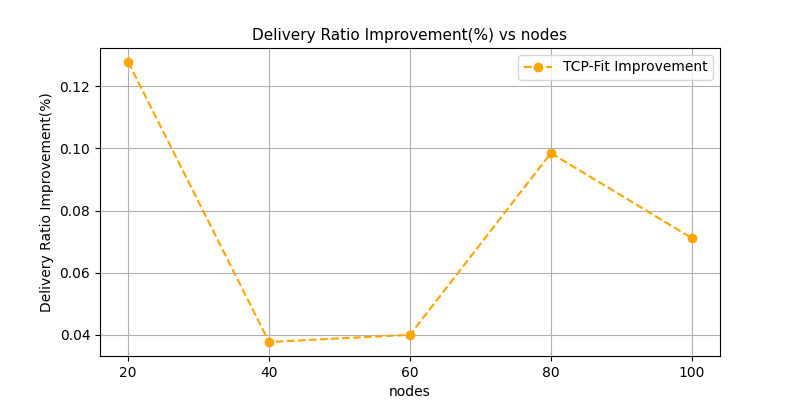 Delivery Ratio Improvement(%) vs nodes
TCP-Fit Improvement
Delivery Ratio Improvement(%)
0.12
0.10
0.08
0.06
0.04
20 40 60 80 100
nodes